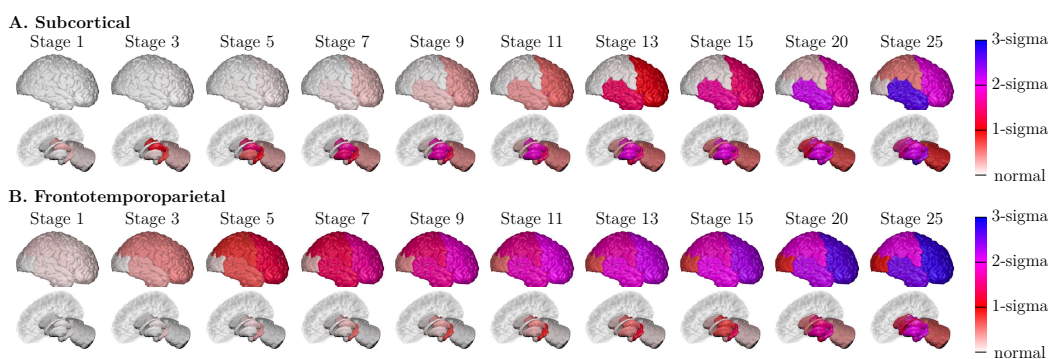 A. Subcortical
Stage 1 Stage 3 Stage 5 Stage 7 Stage 9 Stage 11 Stage 13 Stage 15 Stage 20 Stage 25
3-sigma
2-sigma
1-sigma
normal
B. Frontotemporoparietal
Stage 1 Stage 3 Stage 5 Stage 7 Stage 9 Stage 11 Stage 13 Stage 15 Stage 20 Stage 25
3-sigma
2-sigma
1-sigma
normal